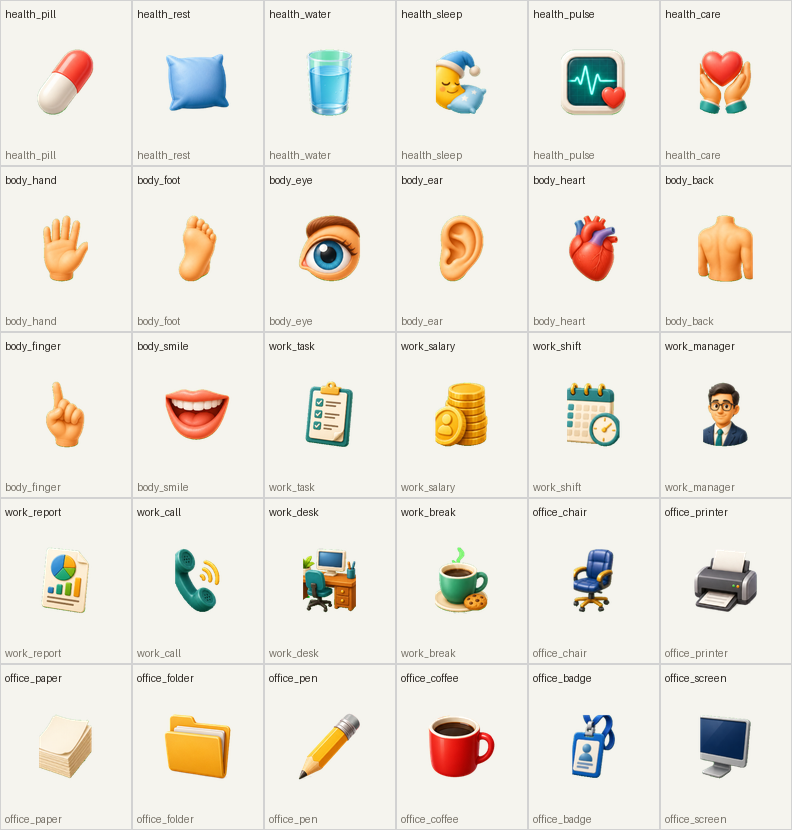 health_pill
health_rest
health_water
health_sleep
health_pulse
health_care
health_pill
health_rest
health_water
health_sleep
health_pulse
health_care
body_hand
body_foot
body_eye
body_ear
body_heart
body_back
body_hand
body_foot
body_eye
body_ear
body_heart
body_back
body_finger
body_smile
work_task
work_salary
work_shift
work_manager
body_finger
body_smile
work_task
work_salary
work_shift
work_manager
work_report
work_call
work_desk
work_break
office_chair
office_printer
work_report
work_call
work_desk
work_break
office_chair
office_printer
office_paper
office_folder
office_pen
office_coffee
office_badge
office_screen
office_paper
office_folder
office_pen
office_coffee
office_badge
office_screen